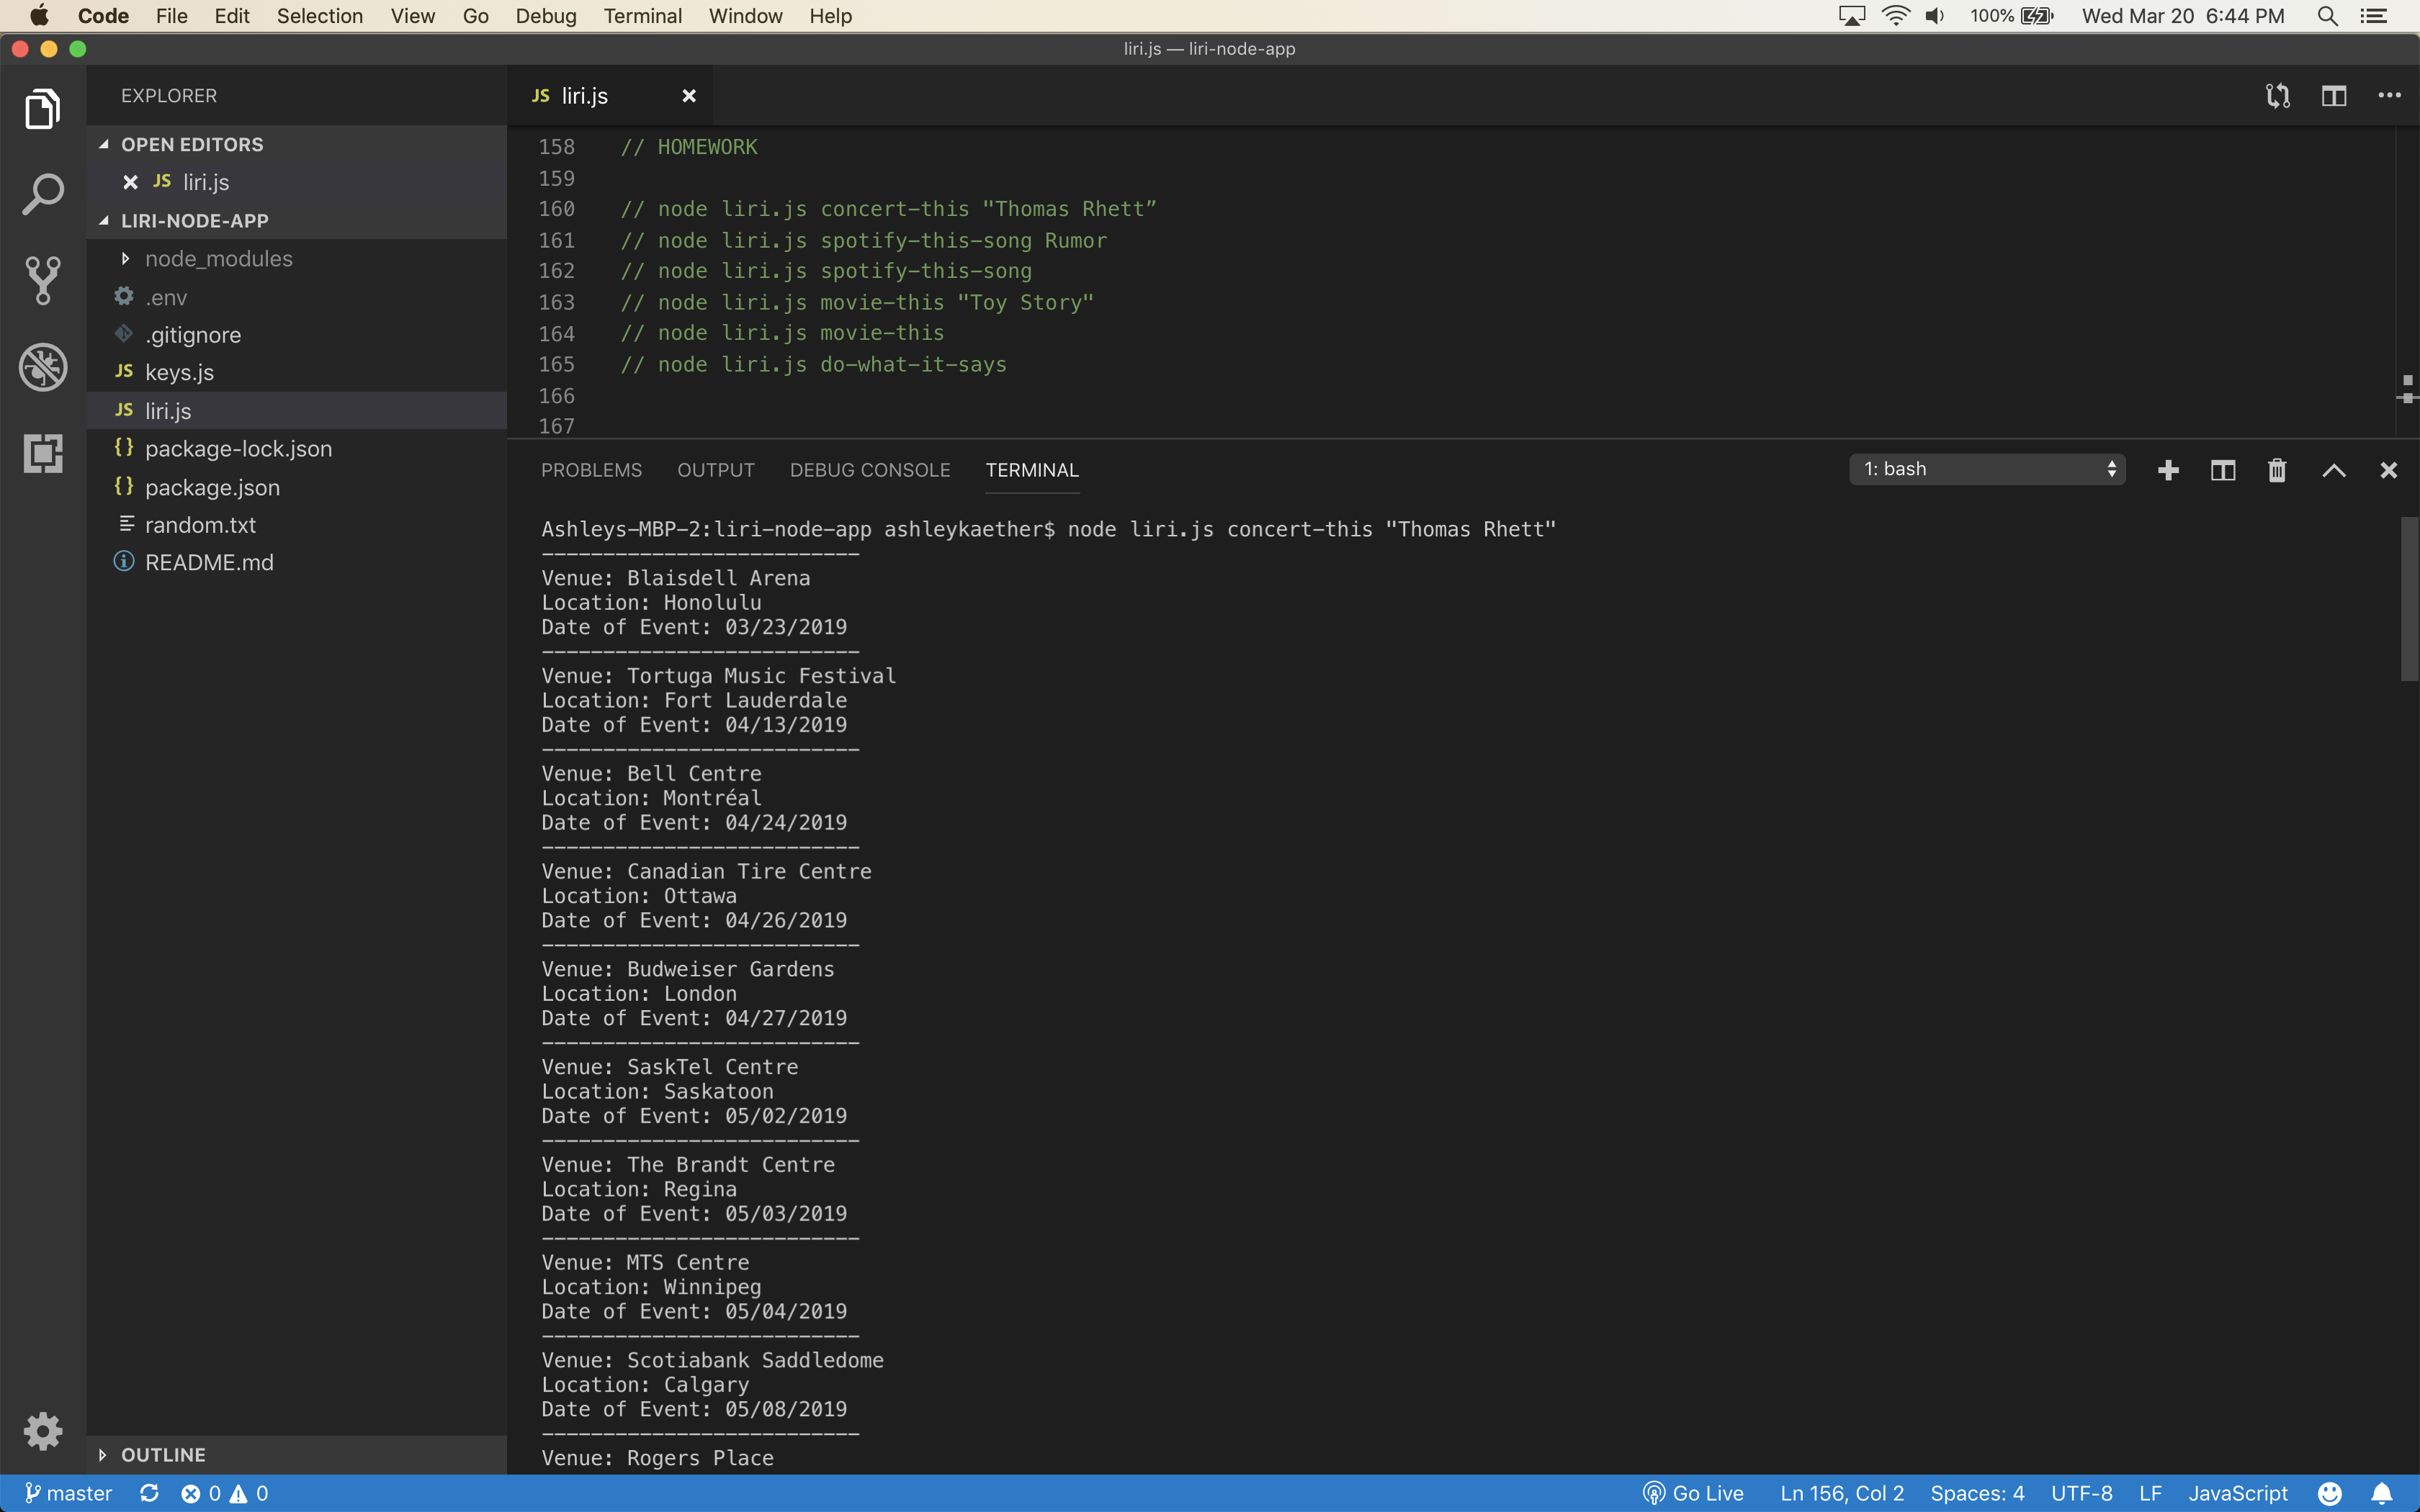 Code File Edit Selection View Go Debug Terminal Window Help 100% Wed Mar 20 6:44 PM
liri.js — liri-node-app
EXPLORER
OPEN EDITORS
JS liri.js
LIRI-NODE-APP
node_modules
.env
.gitignore
JS keys.js
JS liri.js
{} package-lock.json
{} package.json
random.txt
README.md
OUTLINE
JS liri.js
158 // HOMEWORK
159
160 // node liri.js concert-this "Thomas Rhett”
161 // node liri.js spotify-this-song Rumor
162 // node liri.js spotify-this-song
163 // node liri.js movie-this "Toy Story"
164 // node liri.js movie-this
165 // node liri.js do-what-it-says
166
167
PROBLEMS OUTPUT DEBUG CONSOLE TERMINAL 1: bash
Ashleys-MBP-2:liri-node-app ashleykaether$ node liri.js concert-this "Thomas Rhett"
--------------------------
Venue: Blaisdell Arena
Location: Honolulu
Date of Event: 03/23/2019
--------------------------
Venue: Tortuga Music Festival
Location: Fort Lauderdale
Date of Event: 04/13/2019
--------------------------
Venue: Bell Centre
Location: Montréal
Date of Event: 04/24/2019
--------------------------
Venue: Canadian Tire Centre
Location: Ottawa
Date of Event: 04/26/2019
--------------------------
Venue: Budweiser Gardens
Location: London
Date of Event: 04/27/2019
--------------------------
Venue: SaskTel Centre
Location: Saskatoon
Date of Event: 05/02/2019
--------------------------
Venue: The Brandt Centre
Location: Regina
Date of Event: 05/03/2019
--------------------------
Venue: MTS Centre
Location: Winnipeg
Date of Event: 05/04/2019
--------------------------
Venue: Scotiabank Saddledome
Location: Calgary
Date of Event: 05/08/2019
--------------------------
Venue: Rogers Place
master 0 0 Go Live Ln 156, Col 2 Spaces: 4 UTF-8 LF JavaScript